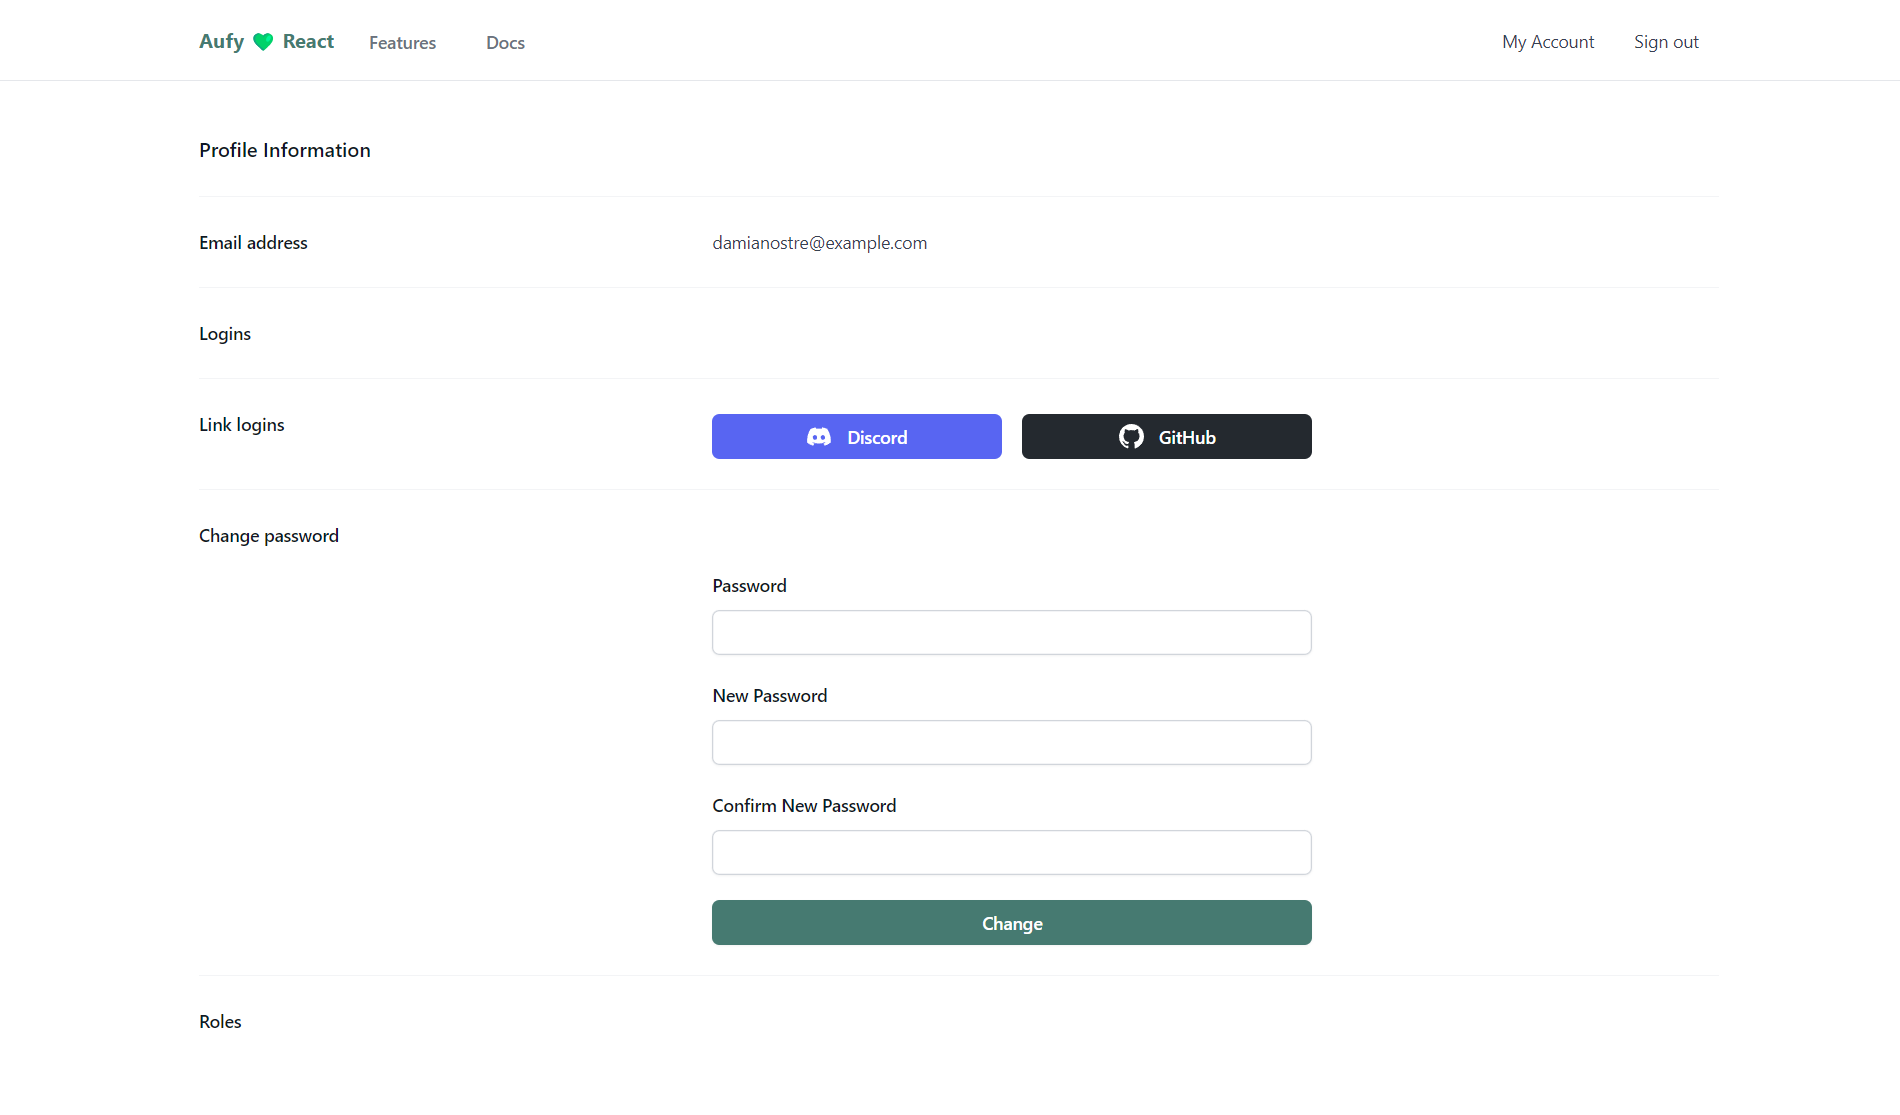 Aufy 💚 React Features Docs My Account Sign out
Profile Information
Email address damianostre@example.com
Logins
Link logins Discord GitHub
Change password
Password
New Password
Confirm New Password
Change
Roles